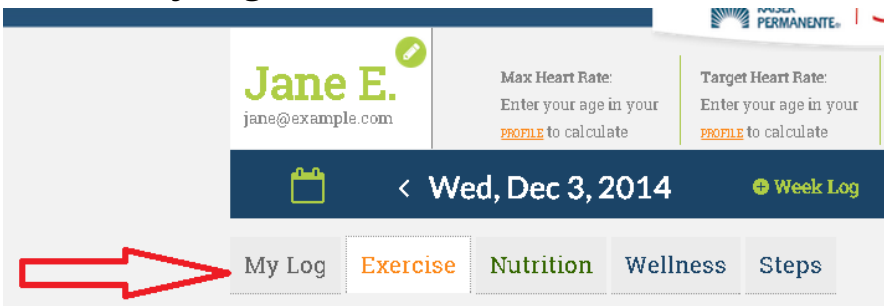 PERMANENTE®
Jane E.
jane@example.com
Max Heart Rate:
Enter your age in your
PROFILE to calculate
Target Heart Rate:
Enter your age in your
PROFILE to calculate
< Wed, Dec 3, 2014
Week Log
My Log Exercise Nutrition Wellness Steps